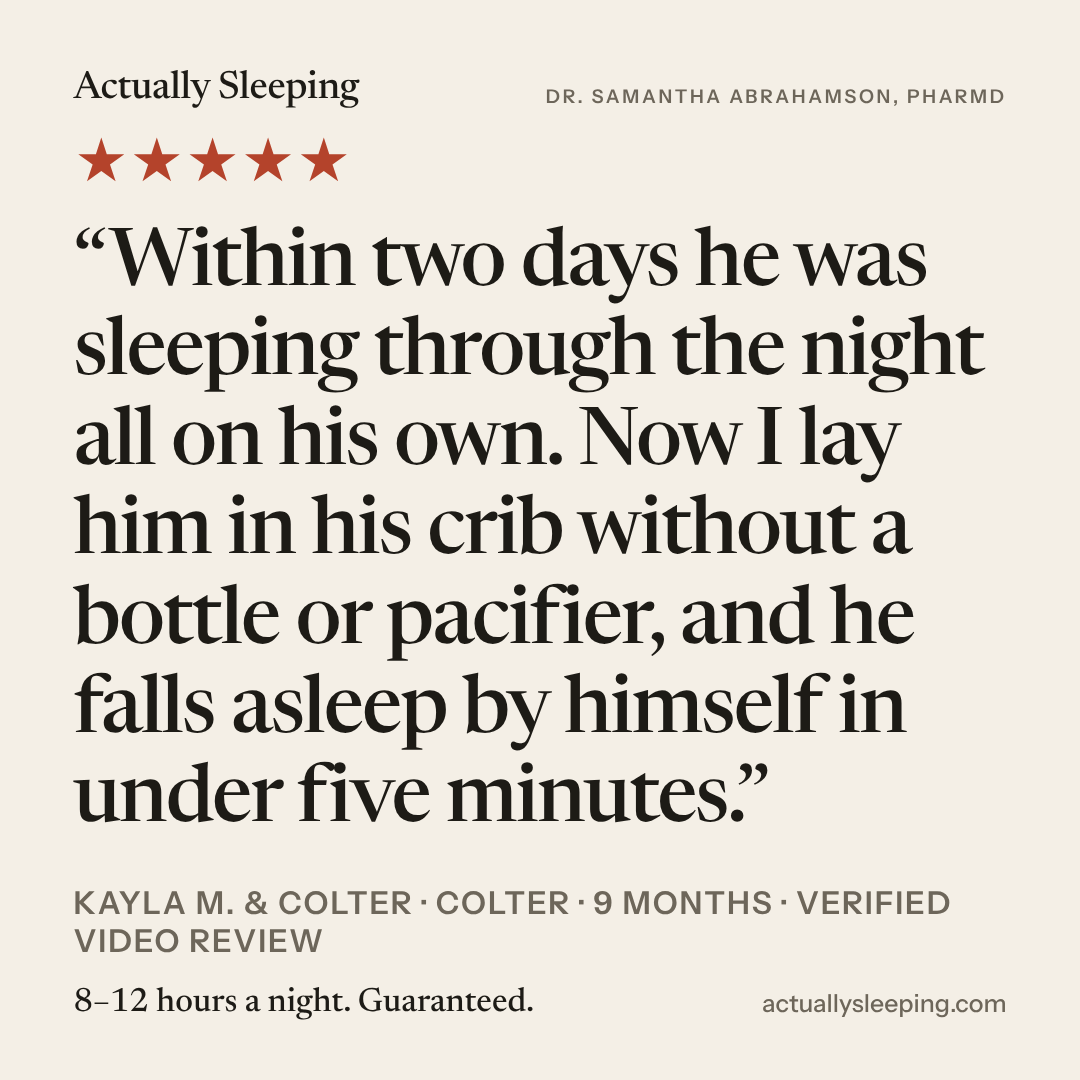 Actually Sleeping
DR. SAMANTHA ABRAHAMSON, PHARMD
“Within two days he was
sleeping through the night
all on his own. Now I lay
him in his crib without a
bottle or pacifier, and he
falls asleep by himself in
under five minutes.”
KAYLA M. & COLTER · COLTER · 9 MONTHS · VERIFIED
VIDEO REVIEW
8–12 hours a night. Guaranteed.
actuallysleeping.com